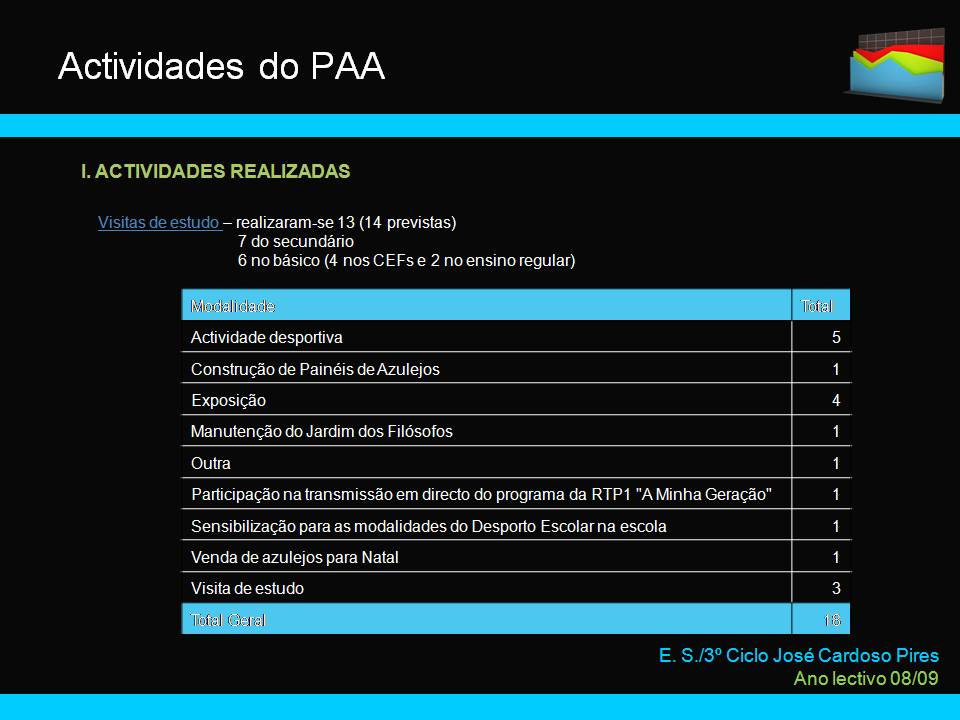 Actividades do PAA
I. ACTIVIDADES REALIZADAS
Visitas de estudo – realizaram-se 13 (14 previstas)
7 do secundário
6 no básico (4 nos CEFs e 2 no ensino regular)
Modalidade Total
Actividade desportiva 5
Construção de Painéis de Azulejos 1
Exposição 4
Manutenção do Jardim dos Filósofos 1
Outra 1
Participação na transmissão em directo do programa da RTP1 "A Minha Geração" 1
Sensibilização para as modalidades do Desporto Escolar na escola 1
Venda de azulejos para Natal 1
Visita de estudo 3
Total Geral 18
E. S./3º Ciclo José Cardoso Pires
Ano lectivo 08/09